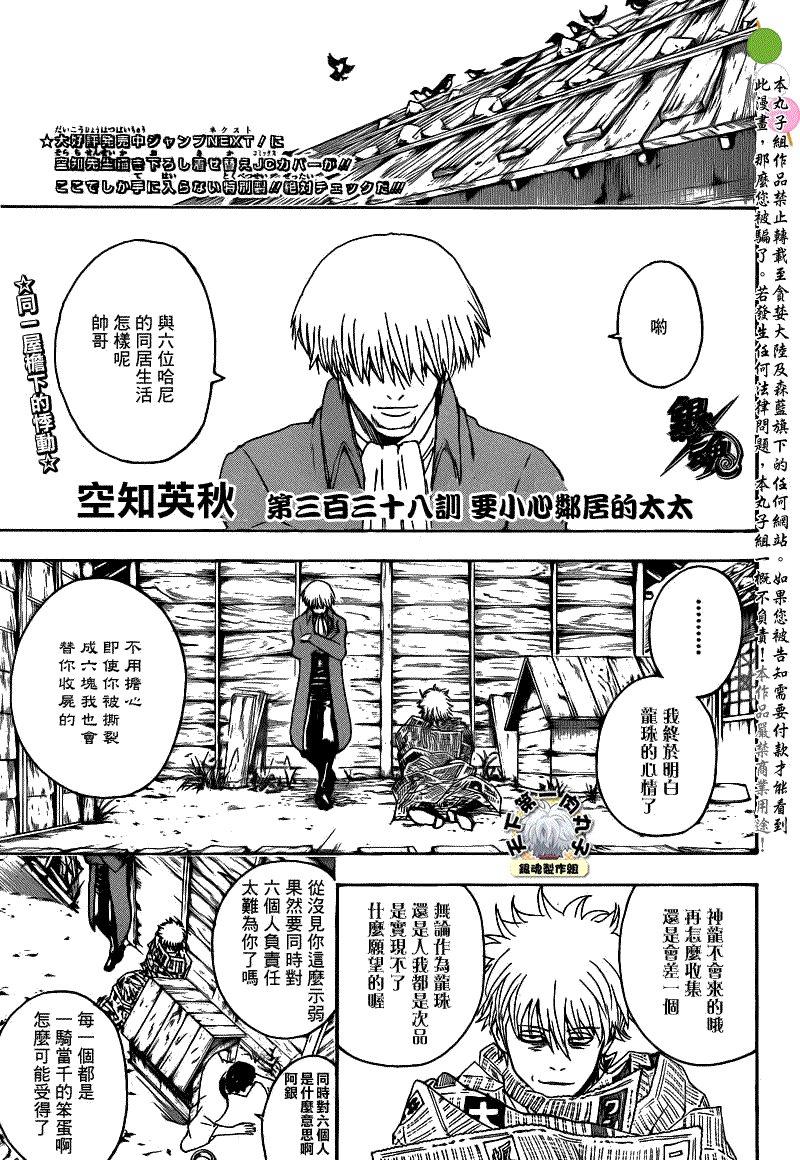 ★大好評発売中ジャンプNEXT！に
空知先生描き下ろし着せ替えJCカバーが!!
ここでしか手に入らない特別製!!絶対チェックだ!!!
本丸子組作品禁止轉載至貪婪大陸及森藍旗下的任何網站。如果您被告知需要付款才能看到
此漫畫，那麼您被騙了。若發生任何法律問題，本丸子組一概不負責！本作品嚴禁商業用途！
喲
與六位哈尼
的同居生活
怎樣呢
帥哥
☆同一屋檐下的悸動☆
銀魂
空知英秋
第三百三十八訓 要小心鄰居的太太
………
我終於明白
龍珠的心情了
不用擔心
即使你被撕裂
成六塊我也會
替你收屍的
天下第一肉丸子
銀魂製作組
神龍不會來的哦
再怎麼收集
還是會差一個
無論作為龍珠
還是人我都是次品
是實現不了
什麼願望的喔
從沒見你這麼示弱
果然要同時對
六個人負責任
太難為你了嗎
同時對六個人
是什麼意思啊
阿銀
每一個都是
一騎當千的笨蛋啊
怎麼可能受得了